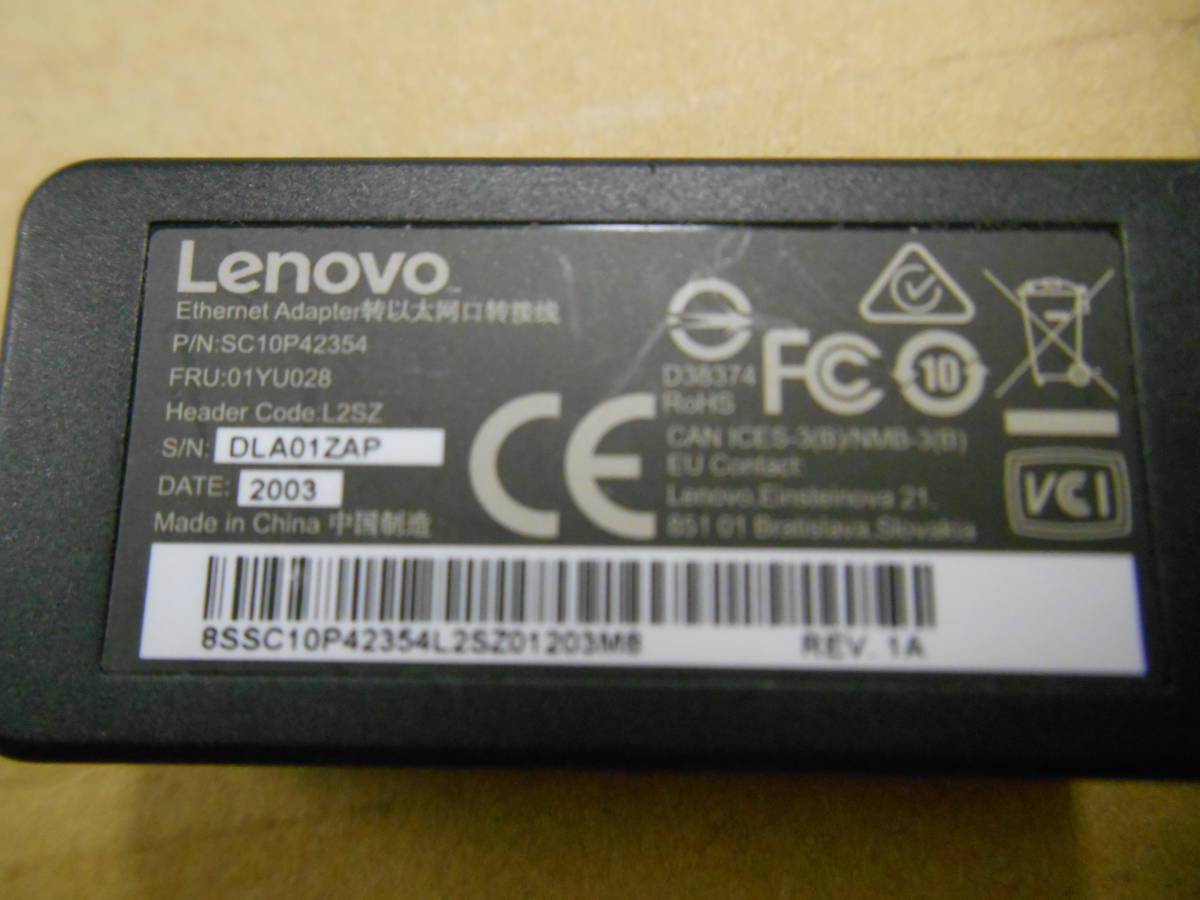 Lenovo
Ethernet Adapter转以太网口转接线
P/N:SC10P42354
FRU:01YU028
Header Code:L2SZ
S/N: DLA01ZAP
DATE: 2003
Made in China 中国制造
CE
D38374
RoHS
FC
10
CAN ICES-3(B)/NMB-3(B)
EU Contact:
Lenovo,Einsteinova 21,
851 01 Bratislava,Slovakia
VCI
8SSC10P42354L2SZ01203M8 REV. 1A